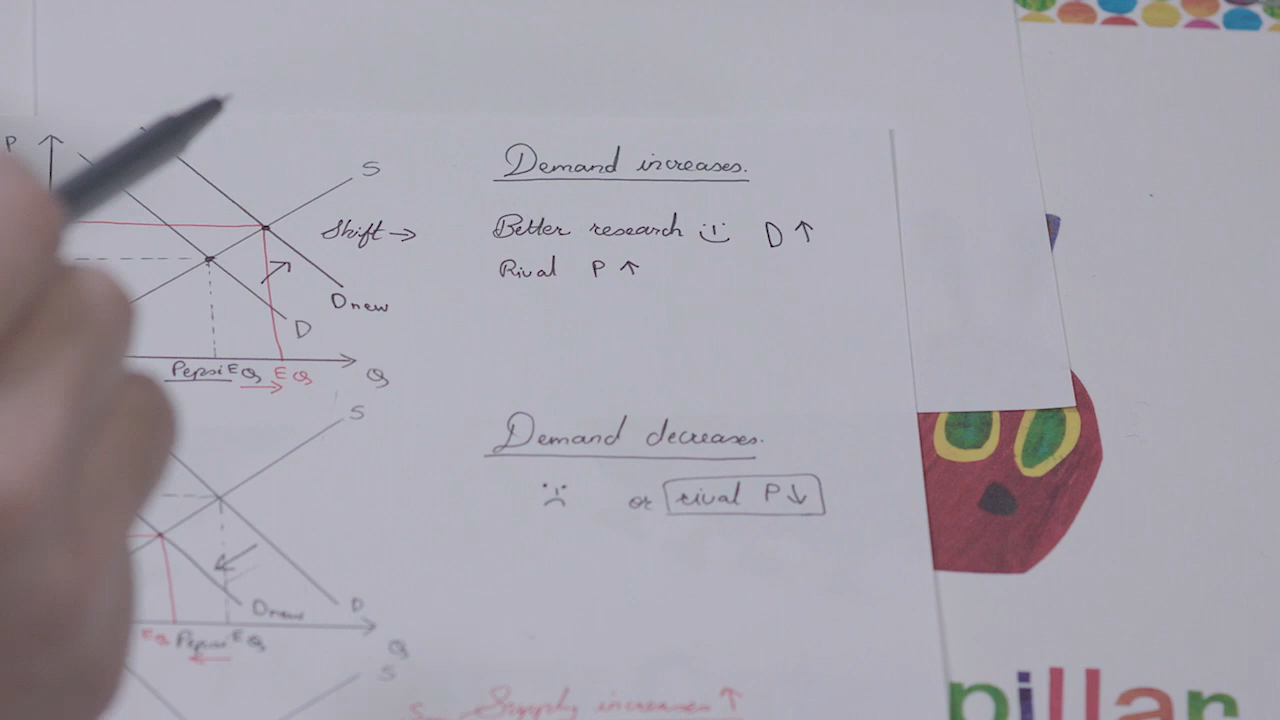 P
S
Demand increases.
Shift →
Better research :) D ↑
Rival P ↑
Dnew
D
Pepsi EQ → EQ Q
S
Demand decreases.
:( or rival P ↓
Dnew D
EQ Pepsi EQ
←
Q
S
S Supply increases ↑
pillar